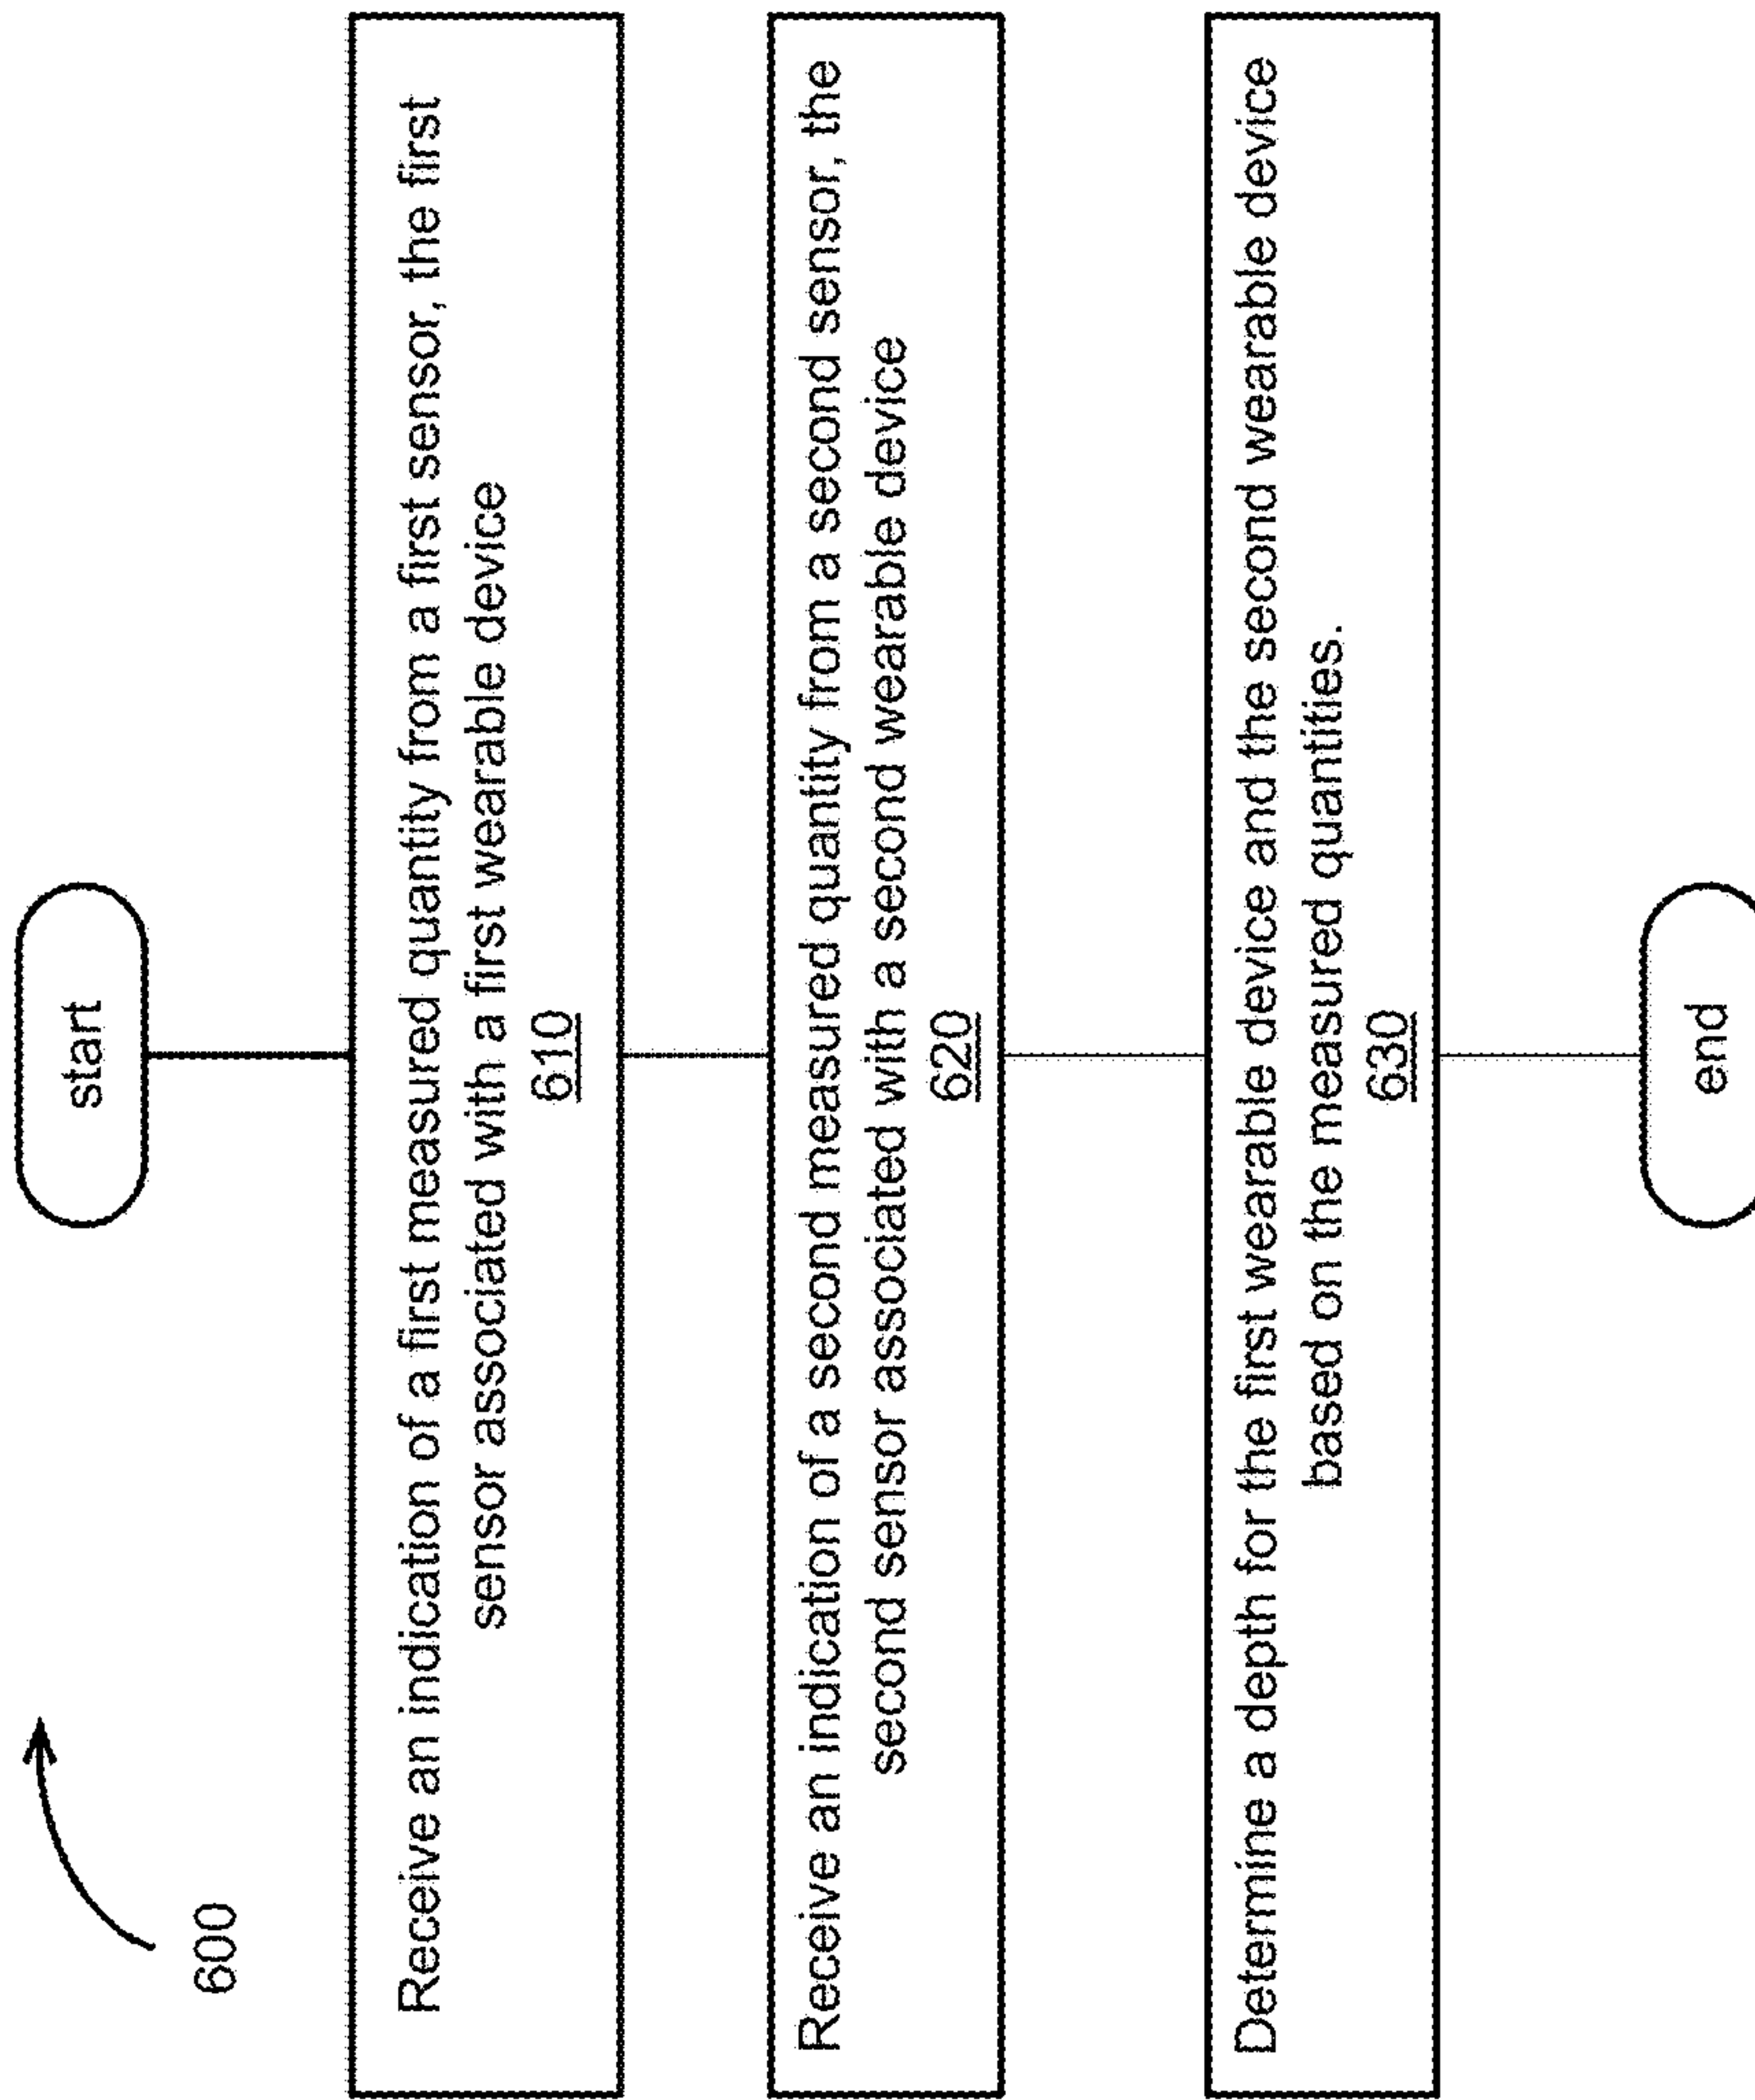 600
start
Receive an indication of a first measured quantity from a first sensor, the first
sensor associated with a first wearable device
610
Receive an indication of a second measured quantity from a second sensor, the
second sensor associated with a second wearable device
620
Determine a depth for the first wearable device and the second wearable device
based on the measured quantities.
630
end